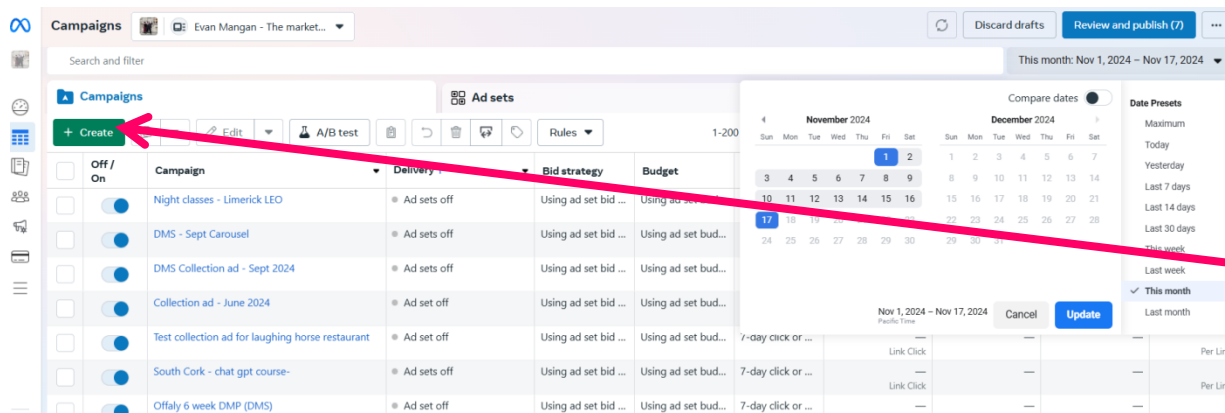 Campaigns Evan Mangan - The market... Discard drafts Review and publish (7) ...
Search and filter This month: Nov 1, 2024 – Nov 17, 2024
Campaigns Ad sets
+ Create Edit A/B test Rules 1-200
Off / On Campaign Delivery Bid strategy Budget
Night classes - Limerick LEO Ad sets off Using ad set bid ... Using ad set bud...
DMS - Sept Carousel Ad sets off Using ad set bid ... Using ad set bud...
DMS Collection ad - Sept 2024 Ad sets off Using ad set bid ... Using ad set bud...
Collection ad - June 2024 Ad set off Using ad set bid ... Using ad set bud...
Test collection ad for laughing horse restaurant Ad sets off Using ad set bid ... Using ad set bud... 7-day click or ... — — — —
Link Click Per Lin
South Cork - chat gpt course- Ad sets off Using ad set bid ... Using ad set bud... 7-day click or ... — — —
Link Click Per Lin
Offaly 6 week DMP (DMS) Ad set off Using ad set bid ... Using ad set bud... 7-day click or ... — — —
Compare dates
November 2024 December 2024
Sun Mon Tue Wed Thu Fri Sat Sun Mon Tue Wed Thu Fri Sat
1 2 1 2 3 4 5 6 7
3 4 5 6 7 8 9 8 9 10 11 12 13 14
10 11 12 13 14 15 16 15 16 17 18 19 20 21
17 18 19 23 22 23 24 25 26 27 28
24 25 26 27 28 29 30 29 30 31
Nov 1, 2024 – Nov 17, 2024 Cancel Update
Pacific Time
Date Presets
Maximum
Today
Yesterday
Last 7 days
Last 14 days
Last 30 days
This week
Last week
This month
Last month